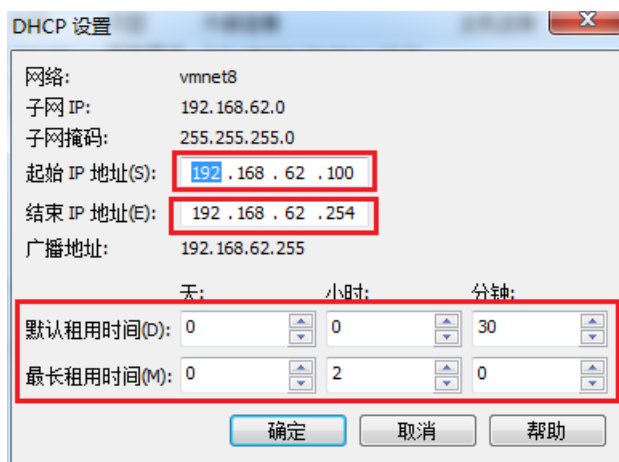 DHCP 设置
网络: vmnet8
子网 IP: 192.168.62.0
子网掩码: 255.255.255.0
起始 IP 地址(S): 192 . 168 . 62 . 100
结束 IP 地址(E): 192 . 168 . 62 . 254
广播地址: 192.168.62.255
天: 小时: 分钟:
默认租用时间(D): 0 0 30
最长租用时间(M): 0 2 0
确定 取消 帮助